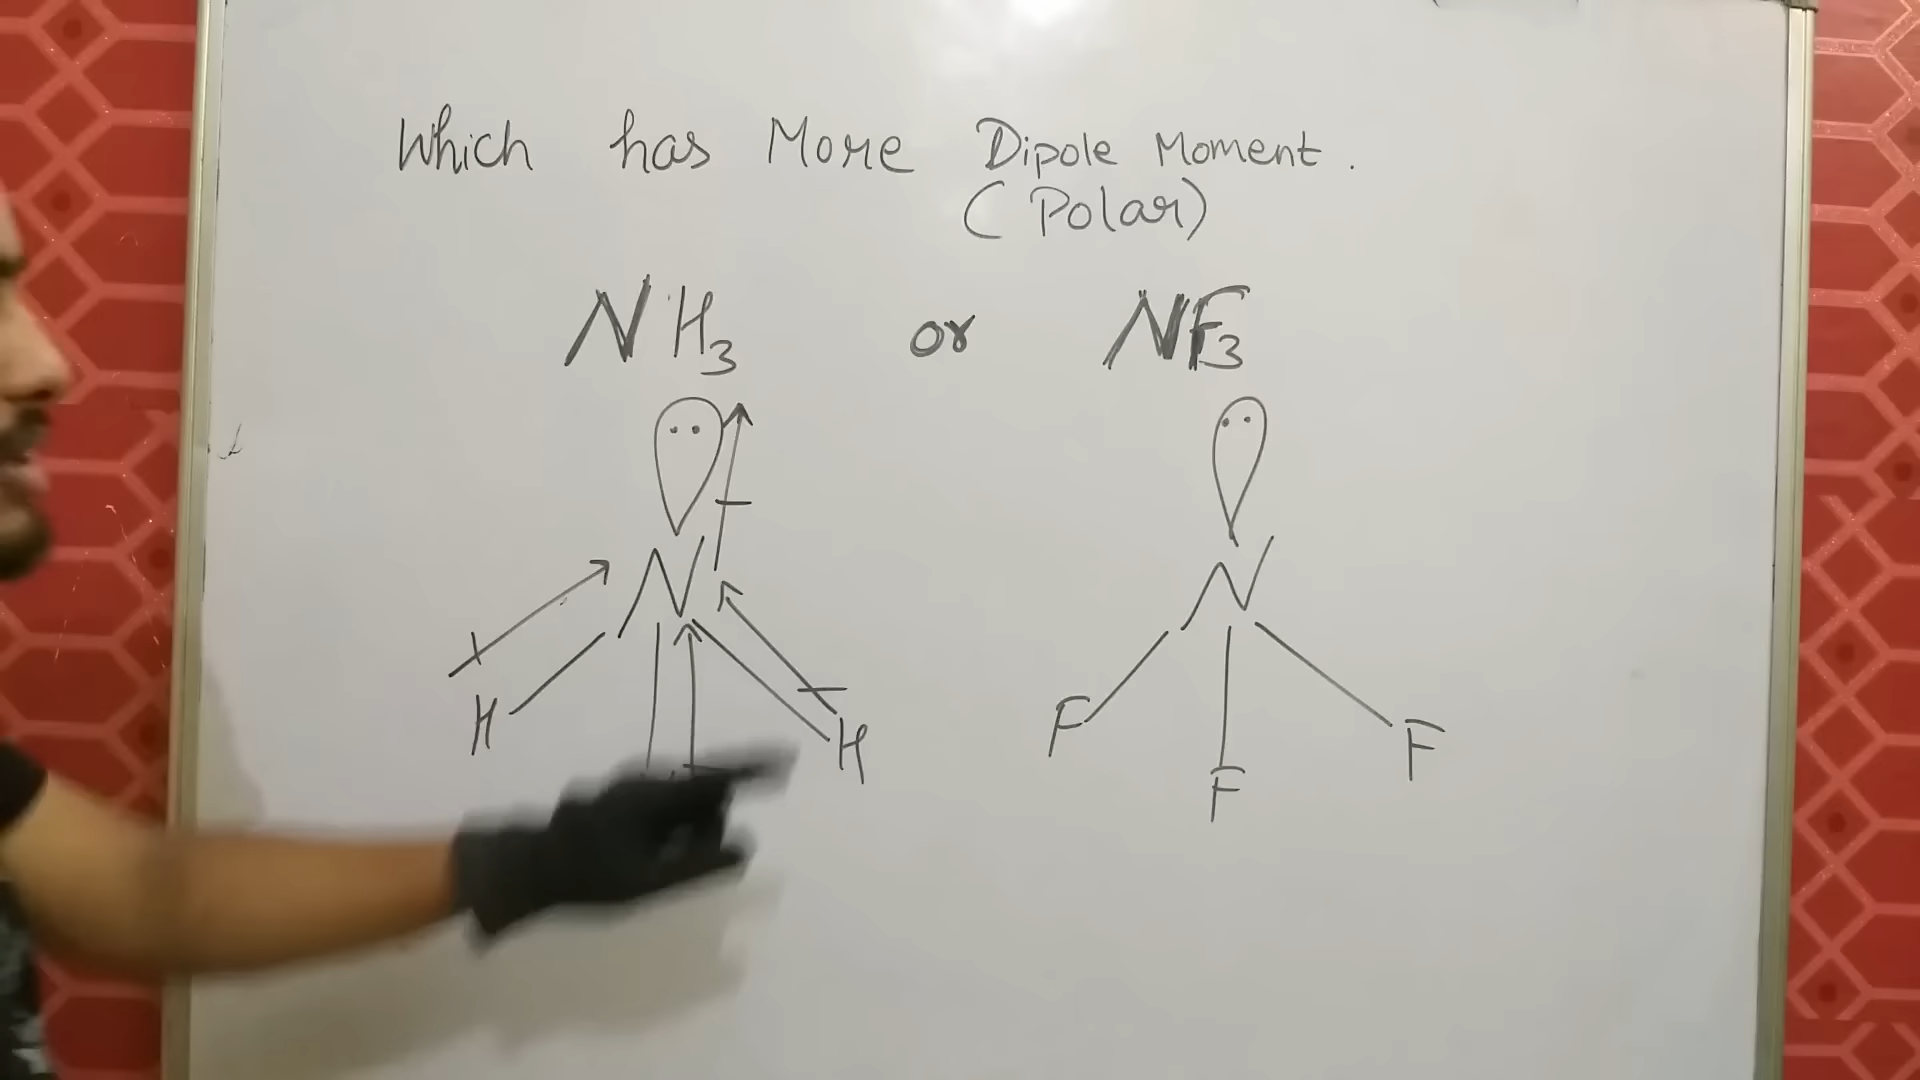 Which has More Dipole Moment.
(Polar)
NH3 or NF3
N N
H H F F
F